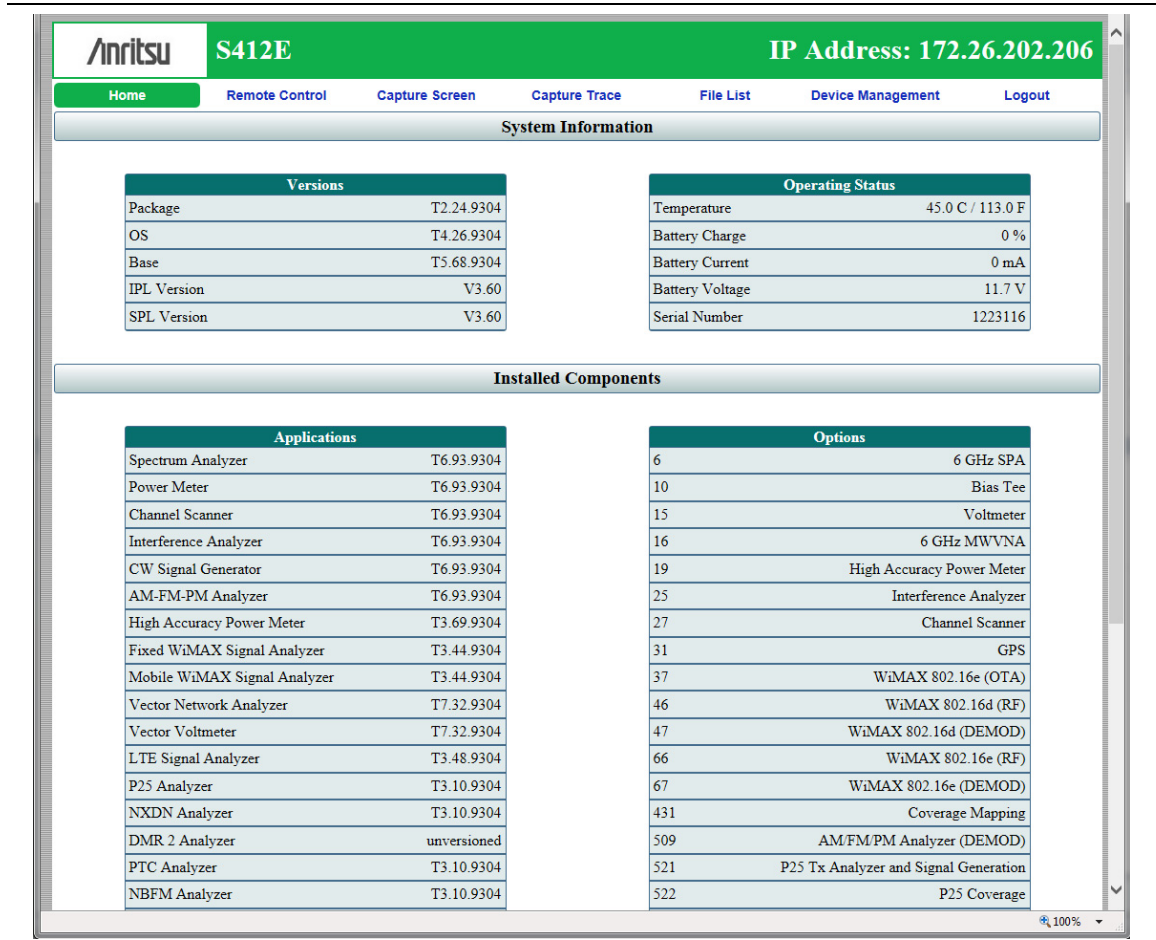 Anritsu S412E IP Address: 172.26.202.206
Home Remote Control Capture Screen Capture Trace File List Device Management Logout
System Information
Versions
Package T2.24.9304
OS T4.26.9304
Base T5.68.9304
IPL Version V3.60
SPL Version V3.60
Operating Status
Temperature 45.0 C / 113.0 F
Battery Charge 0 %
Battery Current 0 mA
Battery Voltage 11.7 V
Serial Number 1223116
Installed Components
Applications
Spectrum Analyzer T6.93.9304
Power Meter T6.93.9304
Channel Scanner T6.93.9304
Interference Analyzer T6.93.9304
CW Signal Generator T6.93.9304
AM-FM-PM Analyzer T6.93.9304
High Accuracy Power Meter T3.69.9304
Fixed WiMAX Signal Analyzer T3.44.9304
Mobile WiMAX Signal Analyzer T3.44.9304
Vector Network Analyzer T7.32.9304
Vector Voltmeter T7.32.9304
LTE Signal Analyzer T3.48.9304
P25 Analyzer T3.10.9304
NXDN Analyzer T3.10.9304
DMR 2 Analyzer unversioned
PTC Analyzer T3.10.9304
NBFM Analyzer T3.10.9304
Options
6 6 GHz SPA
10 Bias Tee
15 Voltmeter
16 6 GHz MWVNA
19 High Accuracy Power Meter
25 Interference Analyzer
27 Channel Scanner
31 GPS
37 WiMAX 802.16e (OTA)
46 WiMAX 802.16d (RF)
47 WiMAX 802.16d (DEMOD)
66 WiMAX 802.16e (RF)
67 WiMAX 802.16e (DEMOD)
431 Coverage Mapping
509 AM/FM/PM Analyzer (DEMOD)
521 P25 Tx Analyzer and Signal Generation
522 P25 Coverage
100%